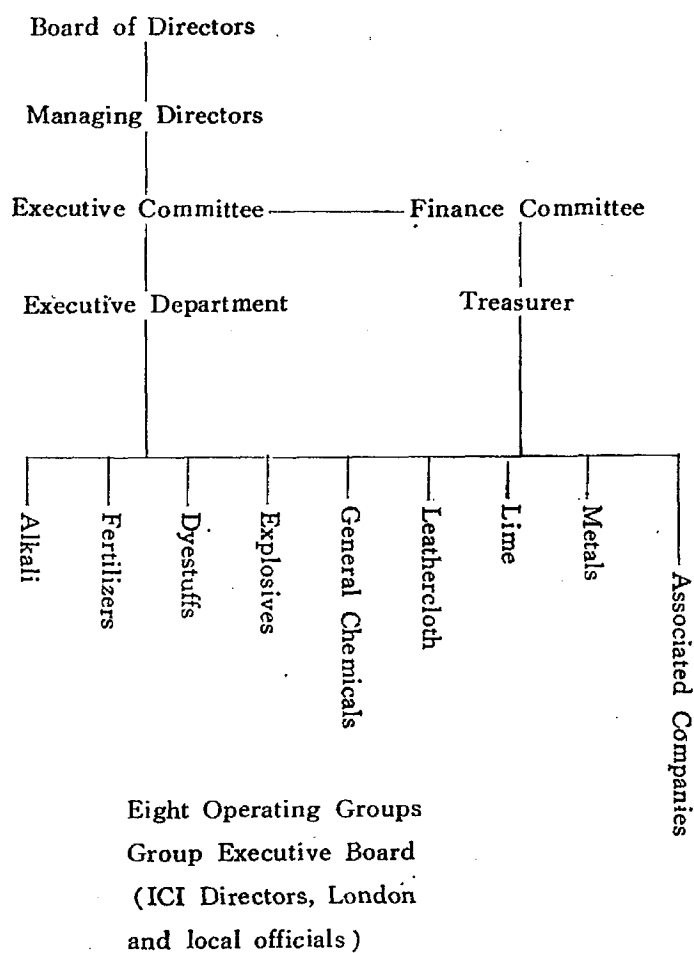 Board of Directors
Managing Directors
Executive Committee
Finance Committee
Executive Department
Treasurer
Alkali
Fertilizers
Dyestuffs
Explosives
General Chemicals
Leathercloth
Lime
Metals
Associated Companies
Eight Operating Groups
Group Executive Board
(ICI Directors, London
and local officials)